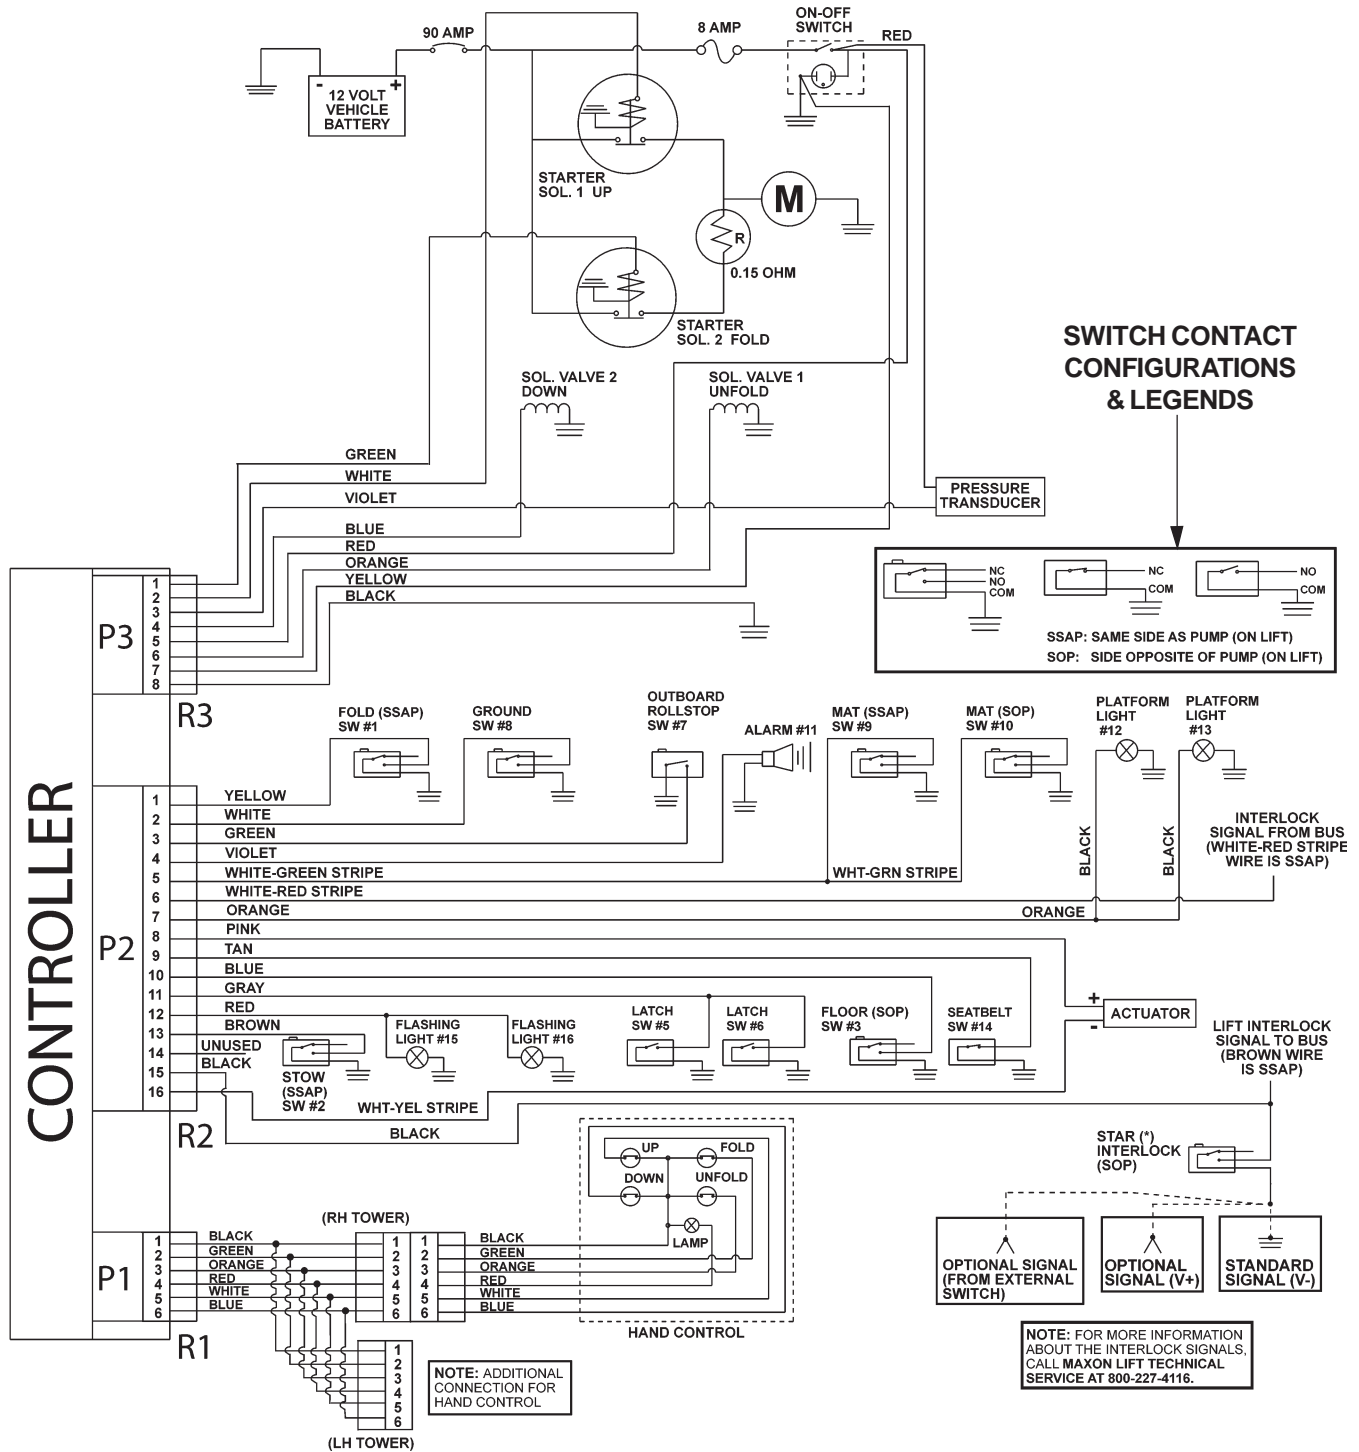 90 AMP
8 AMP
ON-OFF
SWITCH
RED
-
+
12 VOLT
VEHICLE
BATTERY
STARTER
SOL. 1 UP
M
R
0.15 OHM
STARTER
SOL. 2 FOLD
SWITCH CONTACT
CONFIGURATIONS
& LEGENDS
SOL. VALVE 2
DOWN
SOL. VALVE 1
UNFOLD
GREEN
WHITE
VIOLET
BLUE
RED
ORANGE
YELLOW
BLACK
PRESSURE
TRANSDUCER
NC
NO
COM
NC
COM
NO
COM
SSAP: SAME SIDE AS PUMP (ON LIFT)
SOP: SIDE OPPOSITE OF PUMP (ON LIFT)
CONTROLLER
P3
1
2
3
4
5
6
7
8
R3
FOLD (SSAP)
SW #1
GROUND
SW #8
OUTBOARD
ROLLSTOP
SW #7
ALARM #11
MAT (SSAP)
SW #9
MAT (SOP)
SW #10
PLATFORM
LIGHT
#12
PLATFORM
LIGHT
#13
BLACK
BLACK
INTERLOCK
SIGNAL FROM BUS
(WHITE-RED STRIPE
WIRE IS SSAP)
P2
1
2
3
4
5
6
7
8
9
10
11
12
13
14
15
16
R2
YELLOW
WHITE
GREEN
VIOLET
WHITE-GREEN STRIPE
WHT-GRN STRIPE
WHITE-RED STRIPE
ORANGE
ORANGE
PINK
TAN
BLUE
GRAY
RED
BROWN
UNUSED
BLACK
STOW
(SSAP)
SW #2
FLASHING
LIGHT #15
FLASHING
LIGHT #16
LATCH
SW #5
LATCH
SW #6
FLOOR (SOP)
SW #3
SEATBELT
SW #14
+
-
ACTUATOR
LIFT INTERLOCK
SIGNAL TO BUS
(BROWN WIRE
IS SSAP)
WHT-YEL STRIPE
BLACK
STAR (*)
INTERLOCK
(SOP)
OPTIONAL SIGNAL
(FROM EXTERNAL
SWITCH)
OPTIONAL
SIGNAL (V+)
STANDARD
SIGNAL (V-)
P1
1
2
3
4
5
6
R1
BLACK
GREEN
ORANGE
RED
WHITE
BLUE
(RH TOWER)
1
2
3
4
5
6
1
2
3
4
5
6
BLACK
GREEN
ORANGE
RED
WHITE
BLUE
UP
FOLD
DOWN
UNFOLD
LAMP
HAND CONTROL
1
2
3
4
5
6
(LH TOWER)
NOTE: ADDITIONAL
CONNECTION FOR
HAND CONTROL
NOTE: FOR MORE INFORMATION
ABOUT THE INTERLOCK SIGNALS,
CALL MAXON LIFT TECHNICAL
SERVICE AT 800-227-4116.